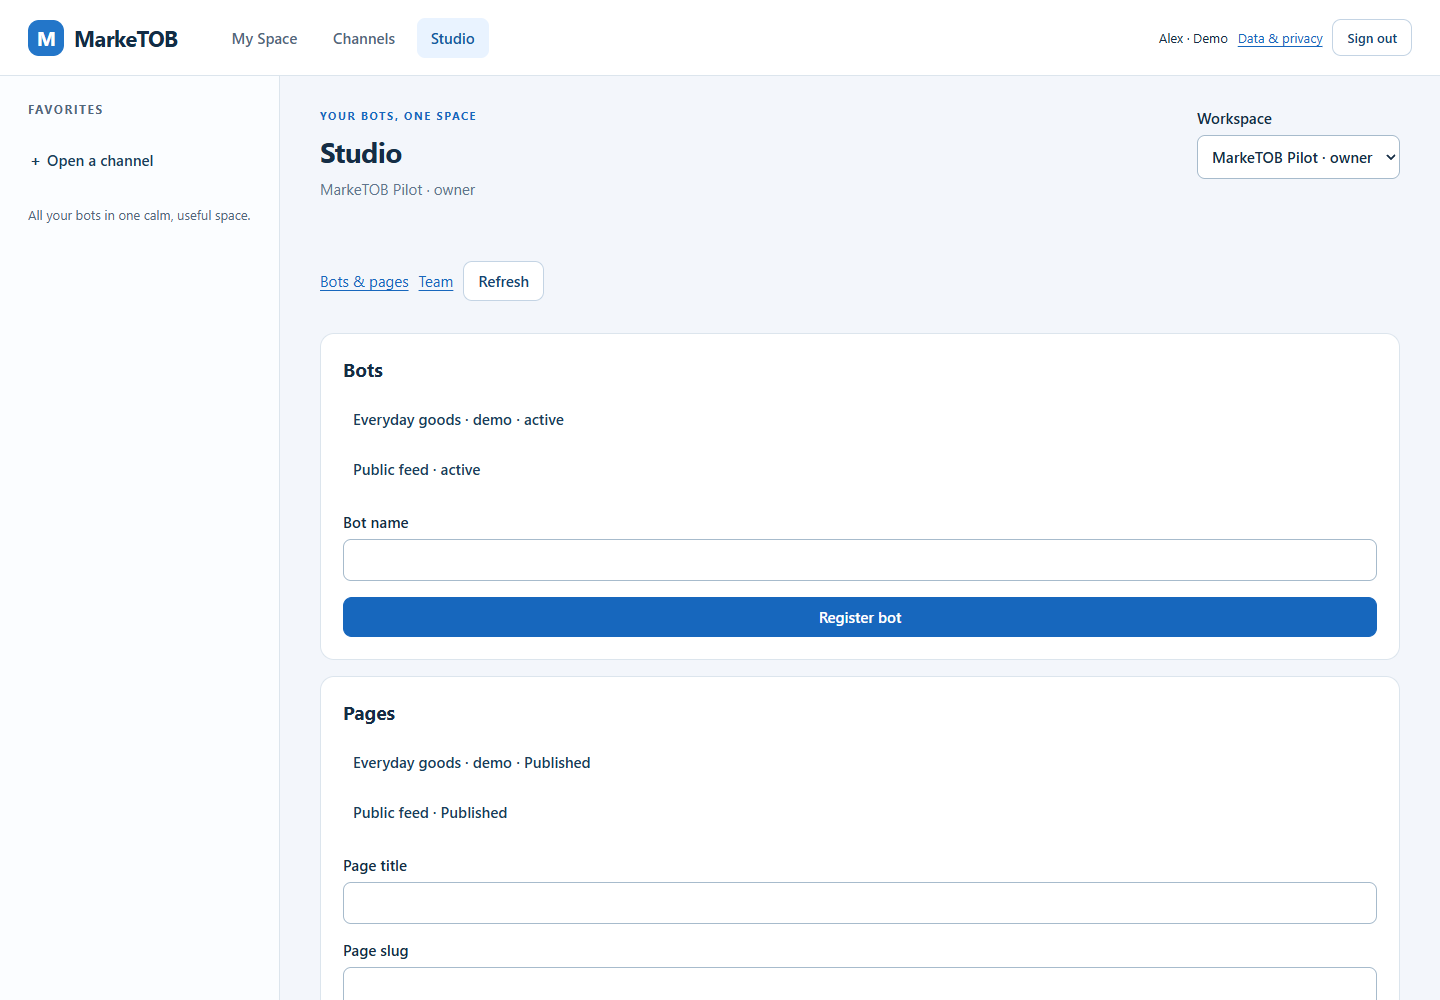 M MarkeTOB
My Space
Channels
Studio
Alex · Demo
Data & privacy
Sign out
FAVORITES
+ Open a channel
All your bots in one calm, useful space.
YOUR BOTS, ONE SPACE
Studio
MarkeTOB Pilot · owner
Workspace
MarkeTOB Pilot · owner
Bots & pages
Team
Refresh
Bots
Everyday goods · demo · active
Public feed · active
Bot name
Register bot
Pages
Everyday goods · demo · Published
Public feed · Published
Page title
Page slug